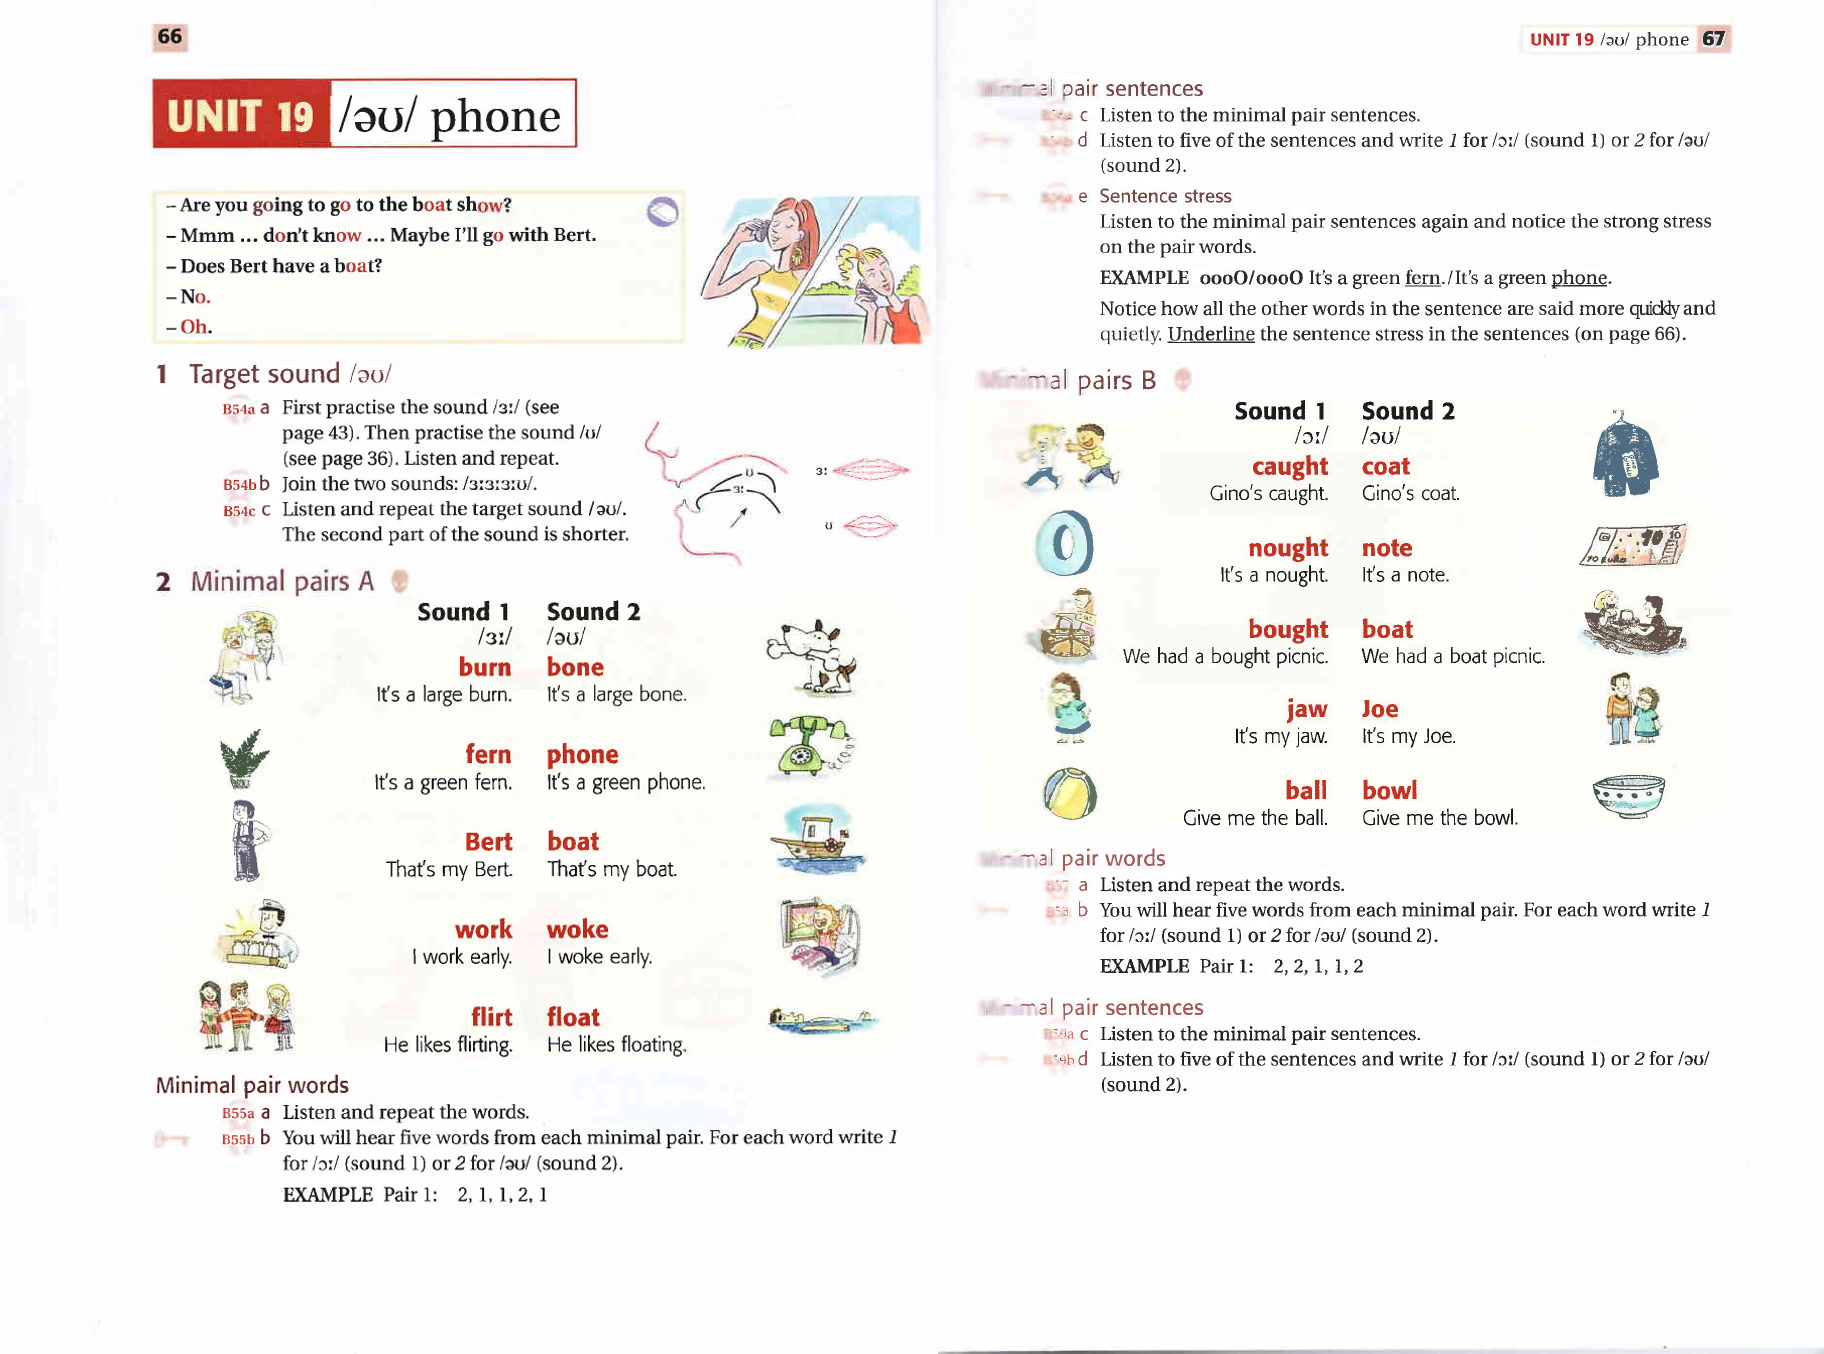 66
UNIT 19 /əʊ/ phone
– Are you going to go to the boat show?
– Mmm ... don't know ... Maybe I'll go with Bert.
– Does Bert have a boat?
– No.
– Oh.
1 Target sound /əʊ/
B54a a First practise the sound /ɜː/ (see
page 43). Then practise the sound /ʊ/
(see page 36). Listen and repeat.
B54b b Join the two sounds: /ɜːɜːɜːʊ/.
B54c c Listen and repeat the target sound /əʊ/.
The second part of the sound is shorter.
ʊ
ɜː
ɜː
ʊ
2 Minimal pairs A
Sound 1 Sound 2
/ɜː/ /əʊ/
burn bone
It's a large burn. It's a large bone.
fern phone
It's a green fern. It's a green phone.
Bert boat
That's my Bert. That's my boat.
work woke
I work early. I woke early.
flirt float
He likes flirting. He likes floating.
Minimal pair words
B55a a Listen and repeat the words.
B55b b You will hear five words from each minimal pair. For each word write 1
for /ɔː/ (sound 1) or 2 for /əʊ/ (sound 2).
EXAMPLE Pair 1: 2, 1, 1, 2, 1
UNIT 19 /əʊ/ phone 67
Minimal pair sentences
c Listen to the minimal pair sentences.
d Listen to five of the sentences and write 1 for /ɔː/ (sound 1) or 2 for /əʊ/
(sound 2).
e Sentence stress
Listen to the minimal pair sentences again and notice the strong stress
on the pair words.
EXAMPLE oooO/oooO It's a green fern./It's a green phone.
Notice how all the other words in the sentence are said more quickly and
quietly. Underline the sentence stress in the sentences (on page 66).
Minimal pairs B
Sound 1 Sound 2
/ɔː/ /əʊ/
caught coat
Gino's caught. Gino's coat.
nought note
It's a nought. It's a note.
10 10
bought boat
We had a bought picnic. We had a boat picnic.
jaw Joe
It's my jaw. It's my Joe.
ball bowl
Give me the ball. Give me the bowl.
Minimal pair words
a Listen and repeat the words.
b You will hear five words from each minimal pair. For each word write 1
for /ɔː/ (sound 1) or 2 for /əʊ/ (sound 2).
EXAMPLE Pair 1: 2, 2, 1, 1, 2
Minimal pair sentences
c Listen to the minimal pair sentences.
d Listen to five of the sentences and write 1 for /ɔː/ (sound 1) or 2 for /əʊ/
(sound 2).